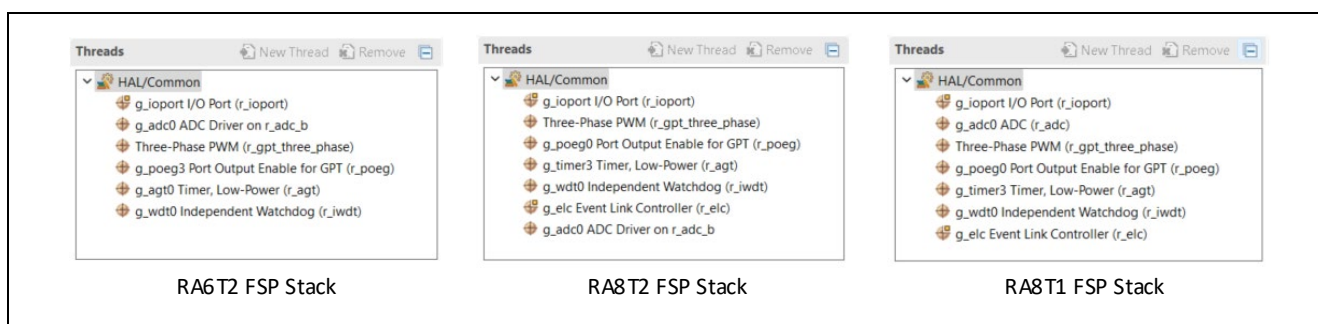 Threads New Thread Remove
HAL/Common
g_ioport I/O Port (r_ioport)
g_adc0 ADC Driver on r_adc_b
Three-Phase PWM (r_gpt_three_phase)
g_poeg3 Port Output Enable for GPT (r_poeg)
g_agt0 Timer, Low-Power (r_agt)
g_wdt0 Independent Watchdog (r_iwdt)
RA6T2 FSP Stack
Threads New Thread Remove
HAL/Common
g_ioport I/O Port (r_ioport)
Three-Phase PWM (r_gpt_three_phase)
g_poeg0 Port Output Enable for GPT (r_poeg)
g_timer3 Timer, Low-Power (r_agt)
g_wdt0 Independent Watchdog (r_iwdt)
g_elc Event Link Controller (r_elc)
g_adc0 ADC Driver on r_adc_b
RA8T2 FSP Stack
Threads New Thread Remove
HAL/Common
g_ioport I/O Port (r_ioport)
g_adc0 ADC (r_adc)
Three-Phase PWM (r_gpt_three_phase)
g_poeg0 Port Output Enable for GPT (r_poeg)
g_timer3 Timer, Low-Power (r_agt)
g_wdt0 Independent Watchdog (r_iwdt)
g_elc Event Link Controller (r_elc)
RA8T1 FSP Stack